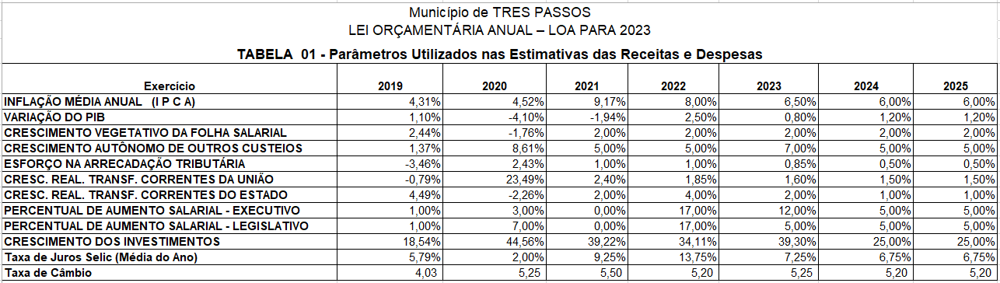 Município de TRES PASSOS
LEI ORÇAMENTÁRIA ANUAL – LOA PARA 2023
TABELA 01 - Parâmetros Utilizados nas Estimativas das Receitas e Despesas
Exercício 2019 2020 2021 2022 2023 2024 2025
INFLAÇÃO MÉDIA ANUAL (I P C A) 4,31% 4,52% 9,17% 8,00% 6,50% 6,00% 6,00%
VARIAÇÃO DO PIB 1,10% -4,10% -1,94% 2,50% 0,80% 1,20% 1,20%
CRESCIMENTO VEGETATIVO DA FOLHA SALARIAL 2,44% -1,76% 2,00% 2,00% 2,00% 2,00% 2,00%
CRESCIMENTO AUTÔNOMO DE OUTROS CUSTEIOS 1,37% 8,61% 5,00% 5,00% 7,00% 5,00% 5,00%
ESFORÇO NA ARRECADAÇÃO TRIBUTÁRIA -3,46% 2,43% 1,00% 1,00% 0,85% 0,50% 0,50%
CRESC. REAL. TRANSF. CORRENTES DA UNIÃO -0,79% 23,49% 2,40% 1,85% 1,60% 1,50% 1,50%
CRESC. REAL. TRANSF. CORRENTES DO ESTADO 4,49% -2,26% 2,00% 4,00% 2,00% 1,00% 1,00%
PERCENTUAL DE AUMENTO SALARIAL - EXECUTIVO 1,00% 3,00% 0,00% 17,00% 12,00% 5,00% 5,00%
PERCENTUAL DE AUMENTO SALARIAL - LEGISLATIVO 1,00% 7,00% 0,00% 17,00% 5,00% 5,00% 5,00%
CRESCIMENTO DOS INVESTIMENTOS 18,54% 44,56% 39,22% 34,11% 39,30% 25,00% 25,00%
Taxa de Juros Selic (Média do Ano) 5,79% 2,00% 9,25% 13,75% 7,25% 6,75% 6,75%
Taxa de Câmbio 4,03 5,25 5,50 5,20 5,25 5,20 5,20